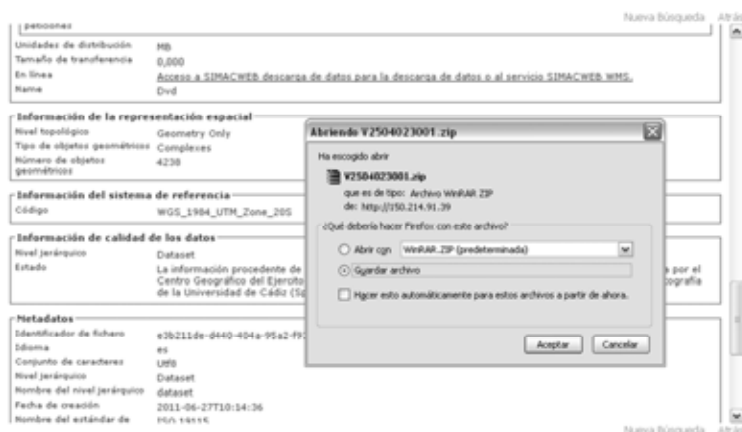 Nueva Búsqueda Atrás
peticiones
Unidades de distribución MB
Tamaño de transferencia 0,000
En línea Acceso a SIMACWEB descarga de datos para la descarga de datos o al servicio SIMACWEB WMS.
Name Dvd
Información de la representación espacial
Nivel topológico Geometry Only
Tipo de objetos geométricos Complexes
Número de objetos geométricos 4238
Información del sistema de referencia
Código WGS_1984_UTM_Zone_20S
Información de calidad de los datos
Nivel jerárquico Dataset
Estado La información procedente de
Centro Geográfico del Ejercito
de la Universidad de Cádiz
a por el
ografía
Metadatos
Identificador de fichero e3b211de-d440-404a-95a2-f9
Idioma es
Conjunto de caracteres Utf8
Nivel jerárquico Dataset
Nombre del nivel jerárquico dataset
Fecha de creación 2011-06-27T10:14:36
Nombre del estándar de ISO 19115
Abriendo V2504023001.zip
Ha escogido abrir
V2504023001.zip
que es de tipo: Archivo WinRAR ZIP
de: http://150.214.91.39
¿Qué debería hacer Firefox con este archivo?
Abrir con WinRAR.ZIP (predeterminada)
Guardar archivo
Hacer esto automáticamente para estos archivos a partir de ahora.
Aceptar Cancelar
Nueva Búsqueda Atrás